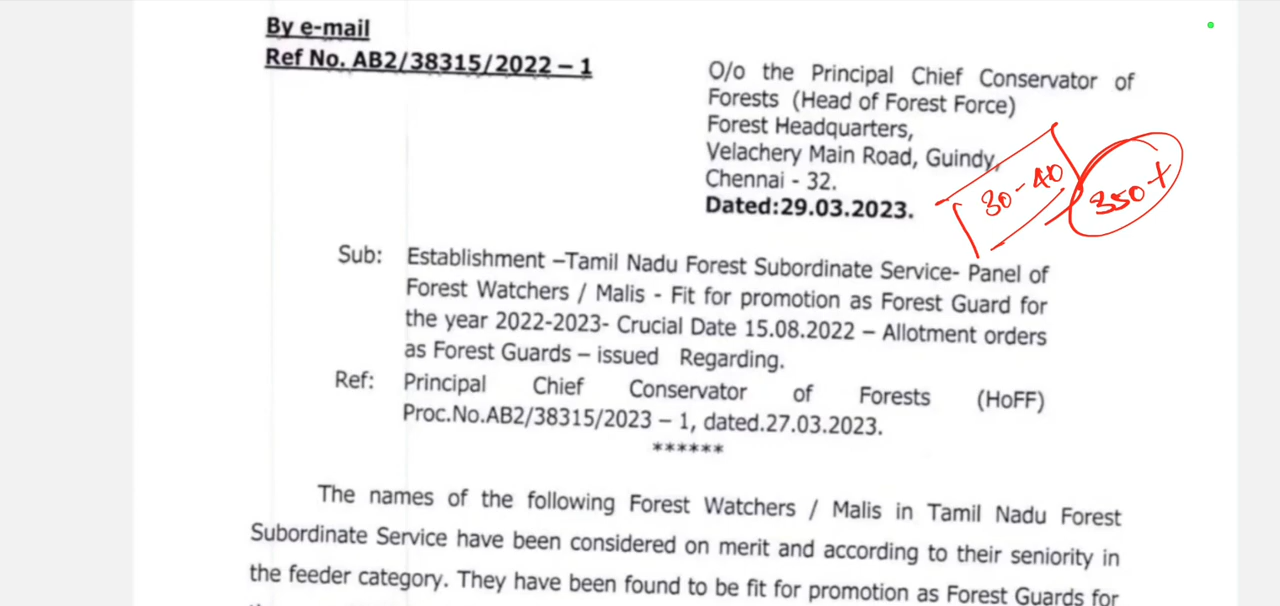 By e-mail
Ref No. AB2/38315/2022 – 1
O/o the Principal Chief Conservator of
Forests (Head of Forest Force)
Forest Headquarters,
Velachery Main Road, Guindy,
Chennai - 32.
Dated:29.03.2023.
30-40
350+
Sub: Establishment –Tamil Nadu Forest Subordinate Service- Panel of
Forest Watchers / Malis - Fit for promotion as Forest Guard for
the year 2022-2023- Crucial Date 15.08.2022 – Allotment orders
as Forest Guards – issued Regarding.
Ref: Principal Chief Conservator of Forests (HoFF)
Proc.No.AB2/38315/2023 – 1, dated.27.03.2023.
******
The names of the following Forest Watchers / Malis in Tamil Nadu Forest
Subordinate Service have been considered on merit and according to their seniority in
the feeder category. They have been found to be fit for promotion as Forest Guards for